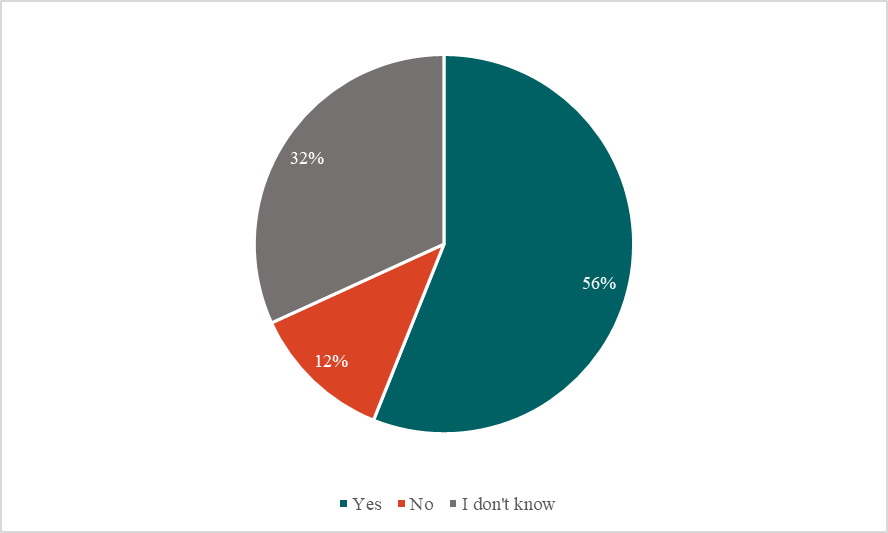 32%
56%
12%
Yes No I don't know